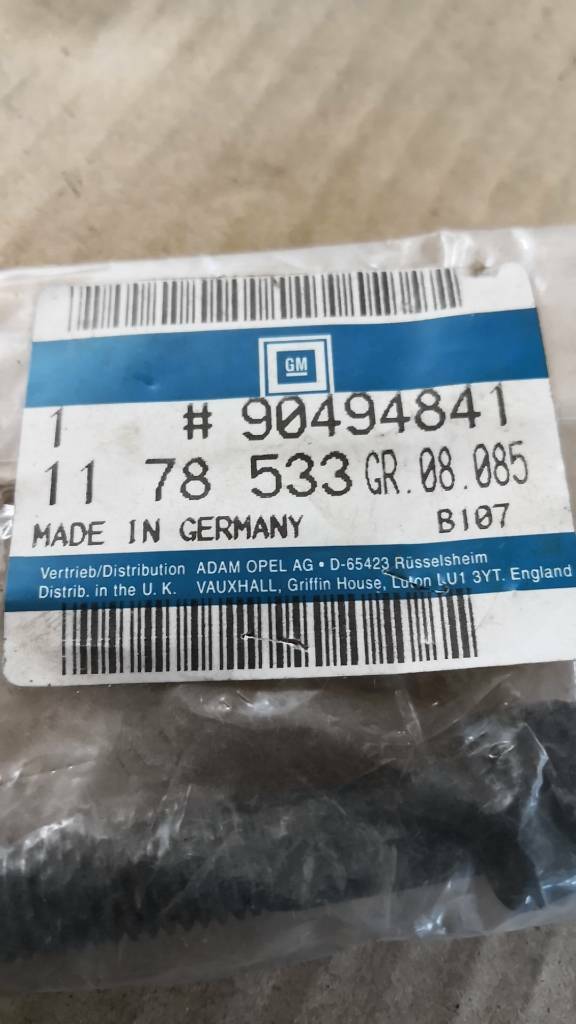 GM
1 # 90494841
11 78 533 GR. 08.085
MADE IN GERMANY B107
Vertrieb/Distribution ADAM OPEL AG • D-65423 Rüsselsheim
Distrib. in the U. K. VAUXHALL, Griffin House, Luton LU1 3YT. England